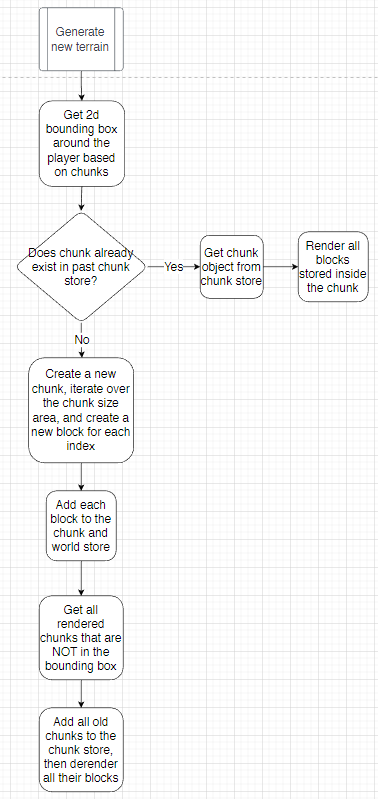 Generate
new terrain
Get 2d
bounding box
around the
player based
on chunks
Does chunk already
exist in past chunk
store?
Yes
Get chunk
object from
chunk store
Render all
blocks
stored inside
the chunk
No
Create a new
chunk, iterate over
the chunk size
area, and create a
new block for each
index
Add each
block to the
chunk and
world store
Get all
rendered
chunks that are
NOT in the
bounding box
Add all old
chunks to the
chunk store,
then derender
all their blocks